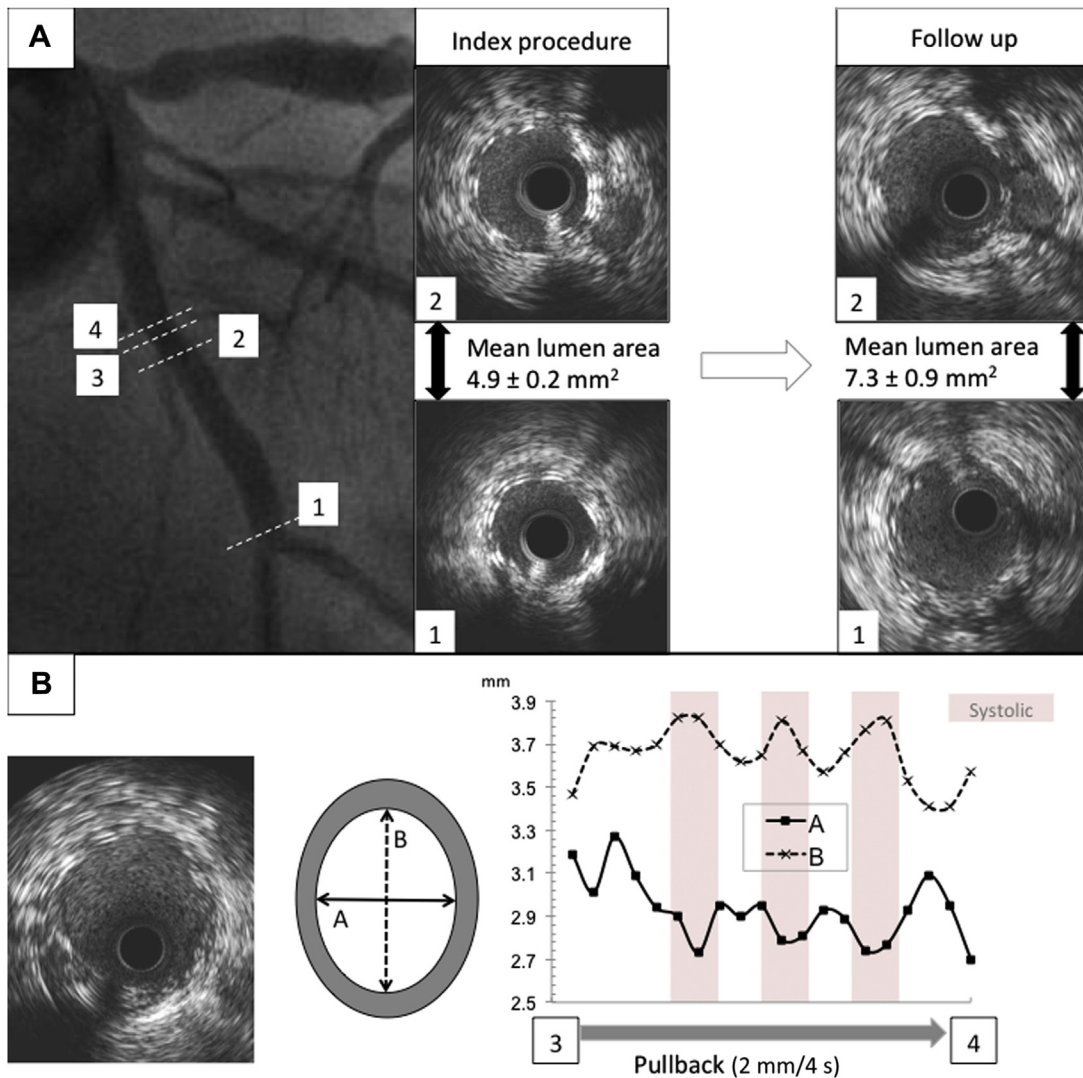 A
Index procedure
Follow up
4
3
2
1
2
2
Mean lumen area
4.9 ± 0.2 mm²
Mean lumen area
7.3 ± 0.9 mm²
1
1
B
mm
3.9
3.7
3.5
3.3
3.1
2.9
2.7
2.5
Systolic
A
B
B
A
3
4
Pullback (2 mm/4 s)